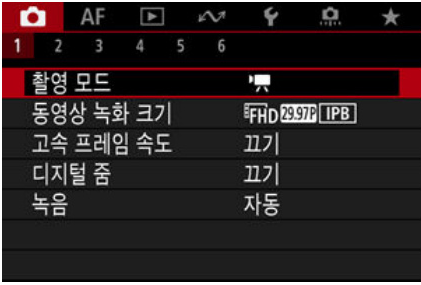 AF
1 2 3 4 5 6
촬영 모드
동영상 녹화 크기 FHD 29.97P IPB
고속 프레임 속도 끄기
디지털 줌 끄기
녹음 자동